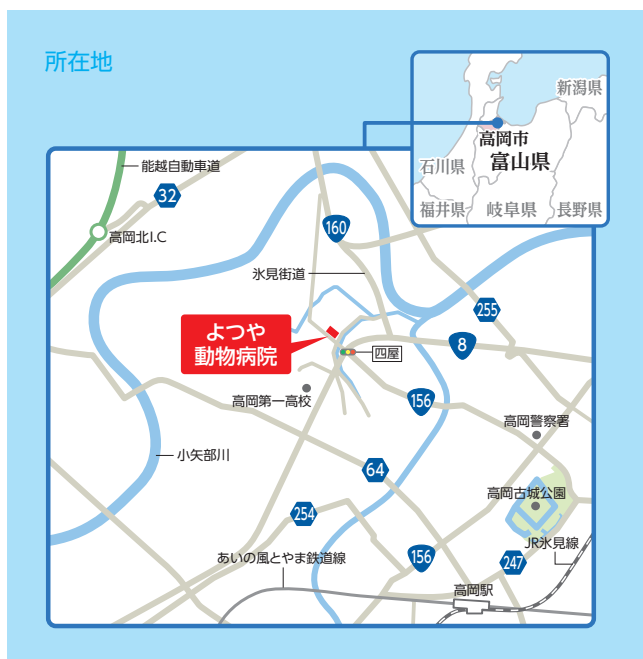 所在地
新潟県
高岡市
富山県
石川県
福井県
岐阜県
長野県
能越自動車道
32
高岡北I.C
160
氷見街道
255
よつや
動物病院
8
四屋
高岡第一高校
156
高岡警察署
小矢部川
64
高岡古城公園
254
JR氷見線
あいの風とやま鉄道線
156
247
高岡駅